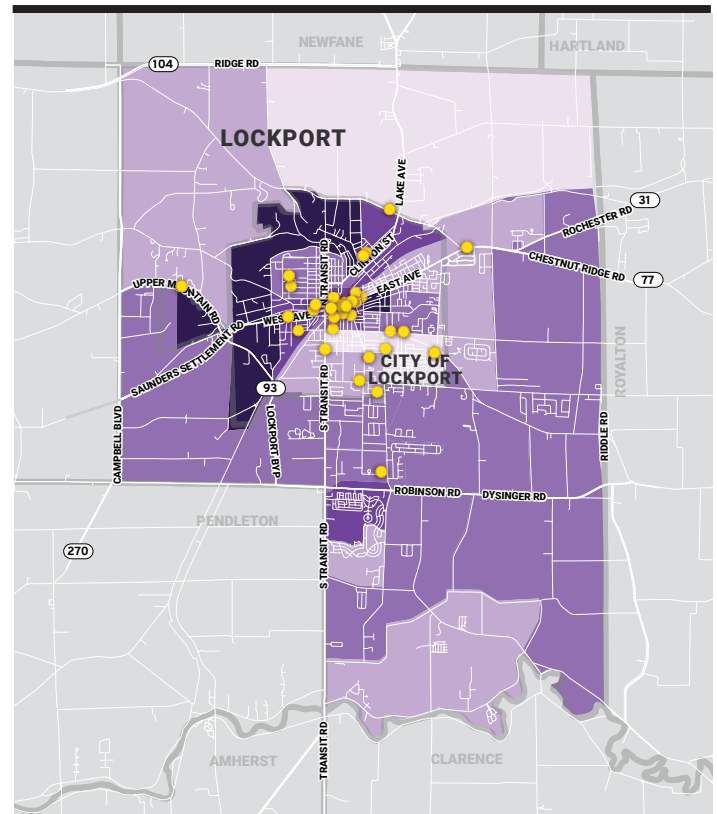 NEWFANE
HARTLAND
104
RIDGE RD
LOCKPORT
LAKE AVE
31
ROCHESTER RD
CLINTON ST
N TRANSIT RD
CHESTNUT RIDGE RD
77
EAST AVE
UPPER MOUNTAIN RD
WEST AVE
SAUNDERS SETTLEMENT RD
CITY OF
LOCKPORT
ROYALTON
93
S TRANSIT RD
LOCKPORT BYP
CAMPBELL BLVD
RIDDLE RD
ROBINSON RD
DYSINGER RD
PENDLETON
270
S TRANSIT RD
TRANSIT RD
AMHERST
CLARENCE